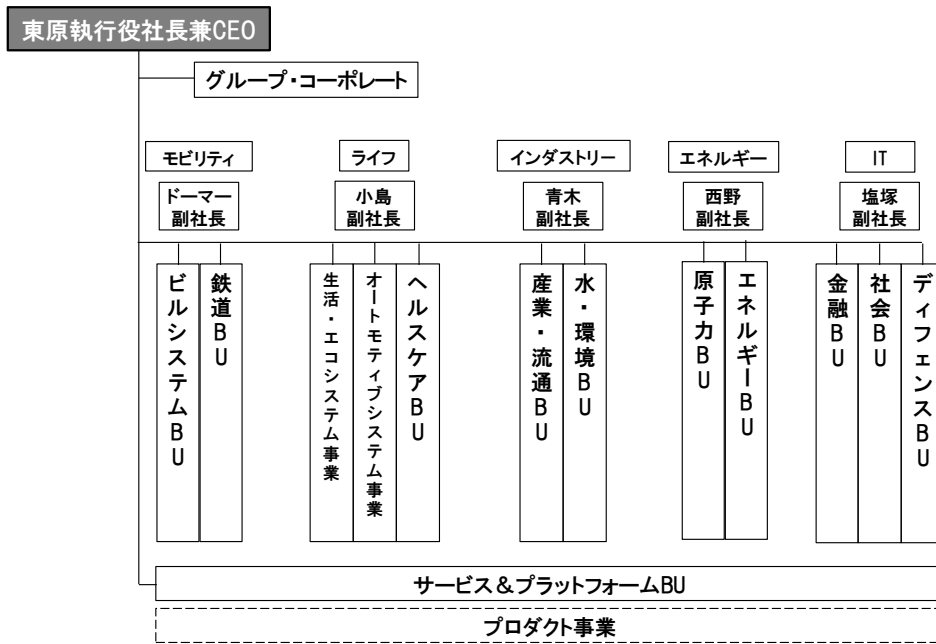 東原執行役社長兼CEO
グループ・コーポレート
モビリティ
ライフ
インダストリー
エネルギー
IT
ドーマー
副社長
小島
副社長
青木
副社長
西野
副社長
塩塚
副社長
ビルシステムBU
鉄道BU
生活・エコシステム事業
オートモティブシステム事業
ヘルスケアBU
産業・流通BU
水・環境BU
原子力BU
エネルギーBU
金融BU
社会BU
ディフェンスBU
サービス&プラットフォームBU
プロダクト事業